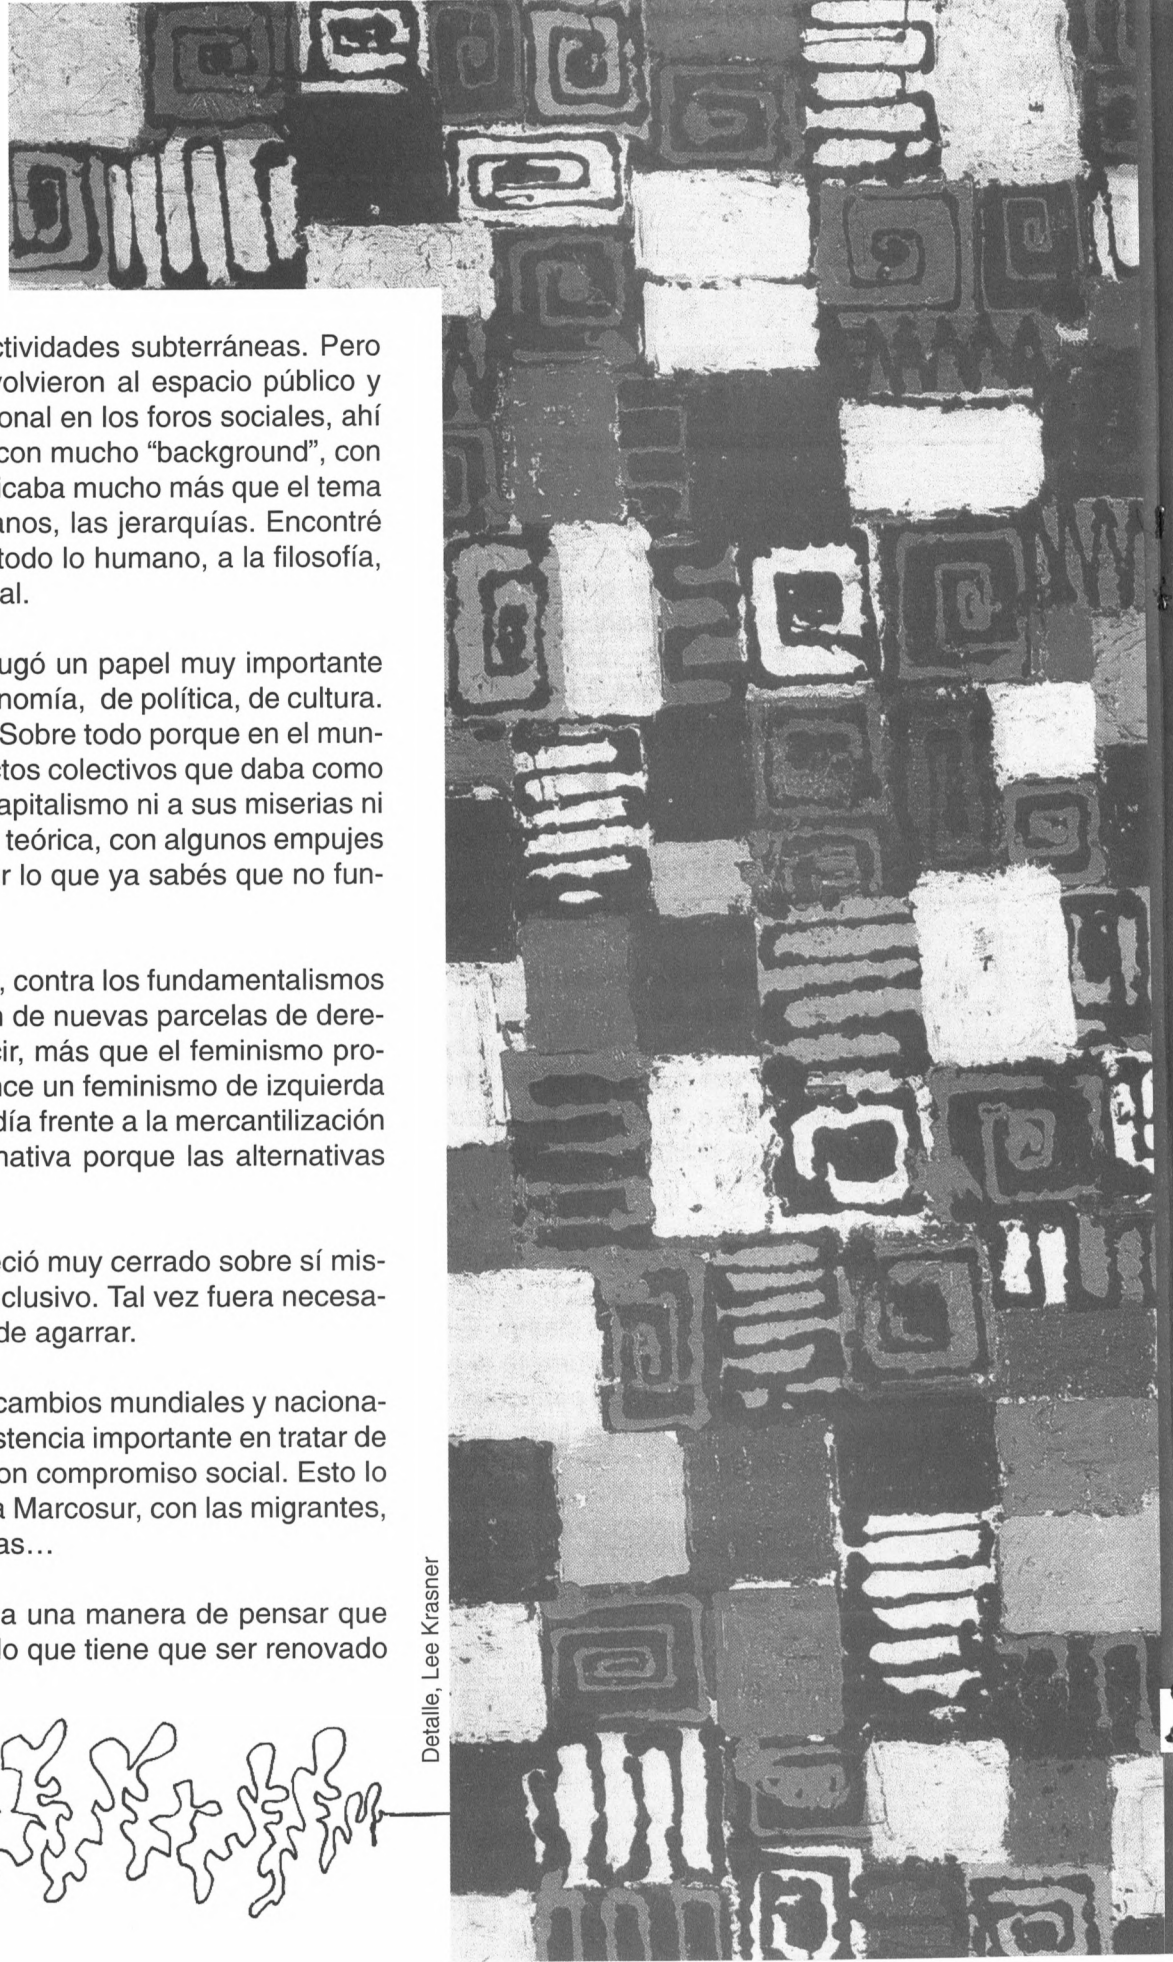 ctividades subterráneas. Pero
volvieron al espacio público y
onal en los foros sociales, ahí
con mucho “background”, con
icaba mucho más que el tema
anos, las jerarquías. Encontré
todo lo humano, a la filosofía,
al.
ugó un papel muy importante
nomía, de política, de cultura.
Sobre todo porque en el mun-
ctos colectivos que daba como
capitalismo ni a sus miserias ni
teórica, con algunos empujes
r lo que ya sabés que no fun-
, contra los fundamentalismos
n de nuevas parcelas de dere-
cir, más que el feminismo pro-
nce un feminismo de izquierda
día frente a la mercantilización
nativa porque las alternativas
ció muy cerrado sobre sí mis-
clusivo. Tal vez fuera necesa-
de agarrar.
cambios mundiales y naciona-
stencia importante en tratar de
on compromiso social. Esto lo
a Marcosur, con las migrantes,
as…
a una manera de pensar que
lo que tiene que ser renovado
Detalle, Lee Krasner